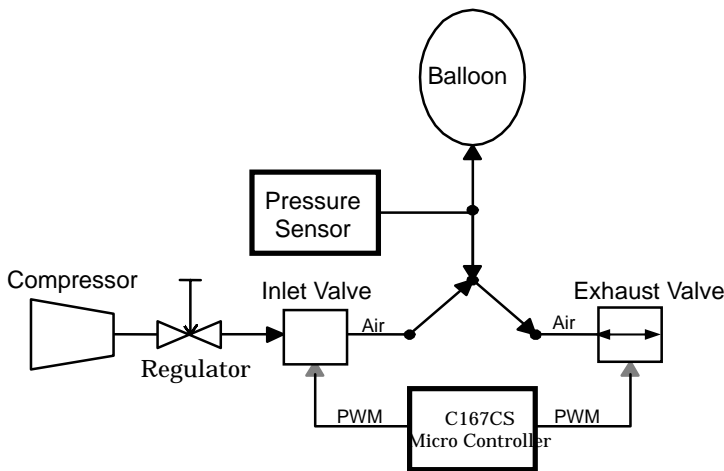 Balloon
Pressure
Sensor
Compressor
Inlet Valve
Exhaust Valve
Air
Air
Regulator
PWM
C167CS
Micro Controller
PWM